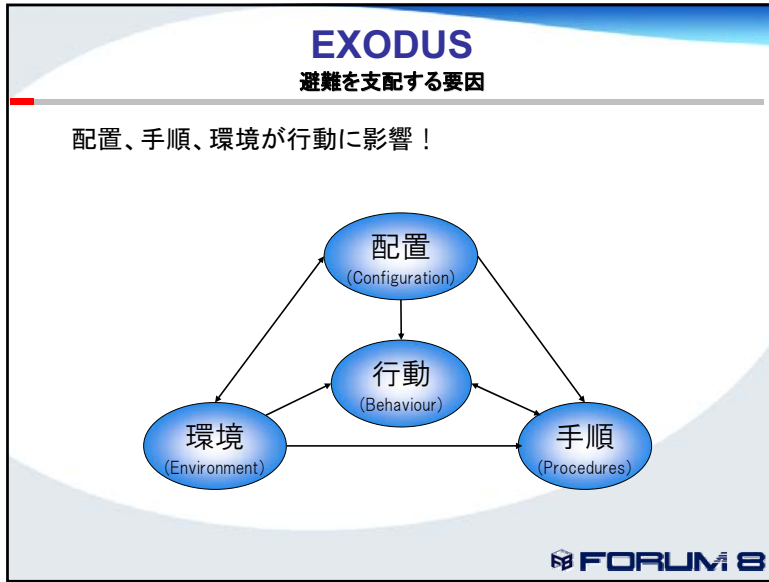 EXODUS
避難を支配する要因
配置、手順、環境が行動に影響！
配置
(Configuration)
行動
(Behaviour)
環境
(Environment)
手順
(Procedures)
FORUM 8